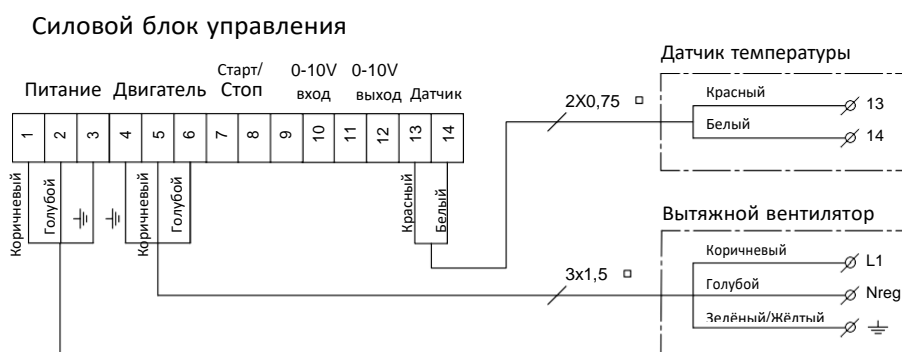 Силовой блок управления
Питание Двигатель Старт/ Стоп 0-10V вход 0-10V выход Датчик
1 2 3 4 5 6 7 8 9 10 11 12 13 14
Коричневый Голубой Коричневый Голубой Красный Белый
2X0,75
Датчик температуры
Красный 13
Белый 14
3x1,5
Вытяжной вентилятор
Коричневый L1
Голубой Nreg
Зелёный/Жёлтый